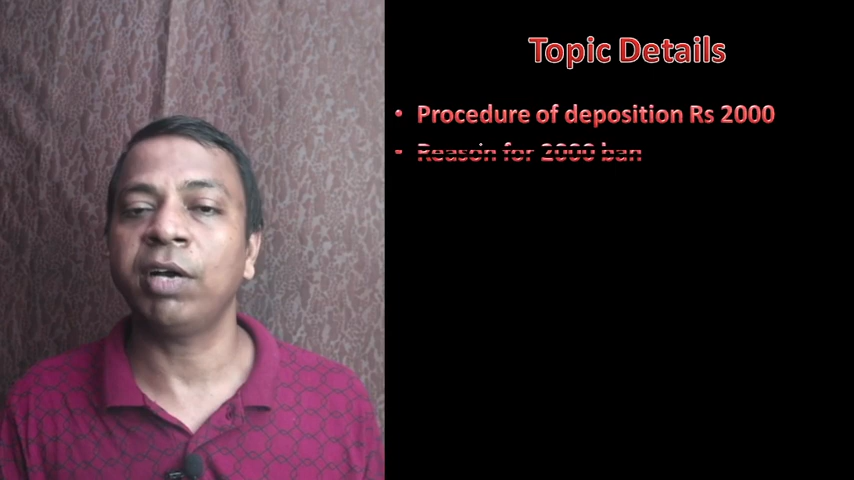 Topic Details
• Procedure of deposition Rs 2000
• Reason for 2000 ban